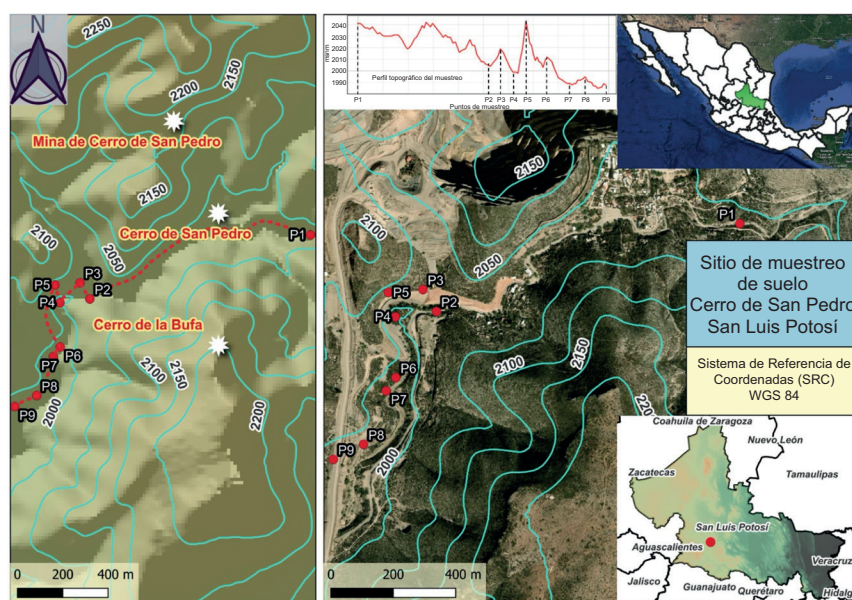 N
2250
2200
2150
Mina de Cerro de San Pedro
2150
Cerro de San Pedro
P1
2100
2050
P3
P5
P2
P4
Cerro de la Bufa
P6
P7
2100
2150
P8
P9
2000
2200
0 200 400 m
msnm
2040
2030
2020
2010
2000
1990
Perfil topográfico del muestreo
P1 P2 P3 P4 P5 P6 P7 P8 P9
Puntos de muestreo
2150
2100
2050
P1
P3
P5
P2
P4
2100
2150
P6
P7
P8
P9
2000
220
0 200 400 m
Sitio de muestreo
de suelo
Cerro de San Pedro
San Luis Potosí
Sistema de Referencia de
Coordenadas (SRC)
WGS 84
Coahuila de Zaragoza
Nuevo León
Zacatecas
Tamaulipas
San Luis Potosí
Aguascalientes
Veracruz
Jalisco
Guanajuato
Querétaro
Hidalg